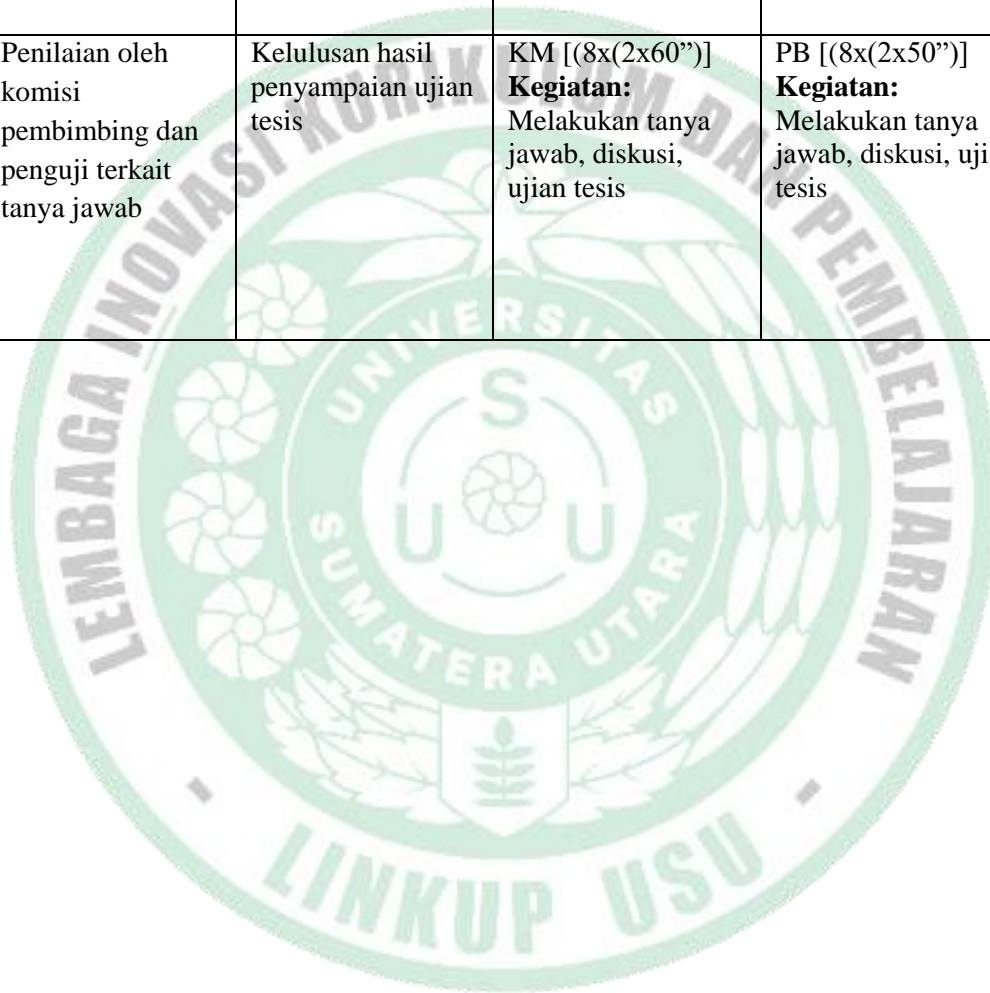 Penilaian oleh
komisi
pembimbing dan
penguji terkait
tanya jawab
Kelulusan hasil
penyampaian ujian
tesis
KM [(8x(2x60”)]
Kegiatan:
Melakukan tanya
jawab, diskusi,
ujian tesis
PB [(8x(2x50”)]
Kegiatan:
Melakukan tanya
jawab, diskusi, uji
tesis
LEMBAGA INOVASI KURIKULUM DAN PEMBELAJARAN
UNIVERSITAS
SUMATERA UTARA
U S U
- LINKUP USU -